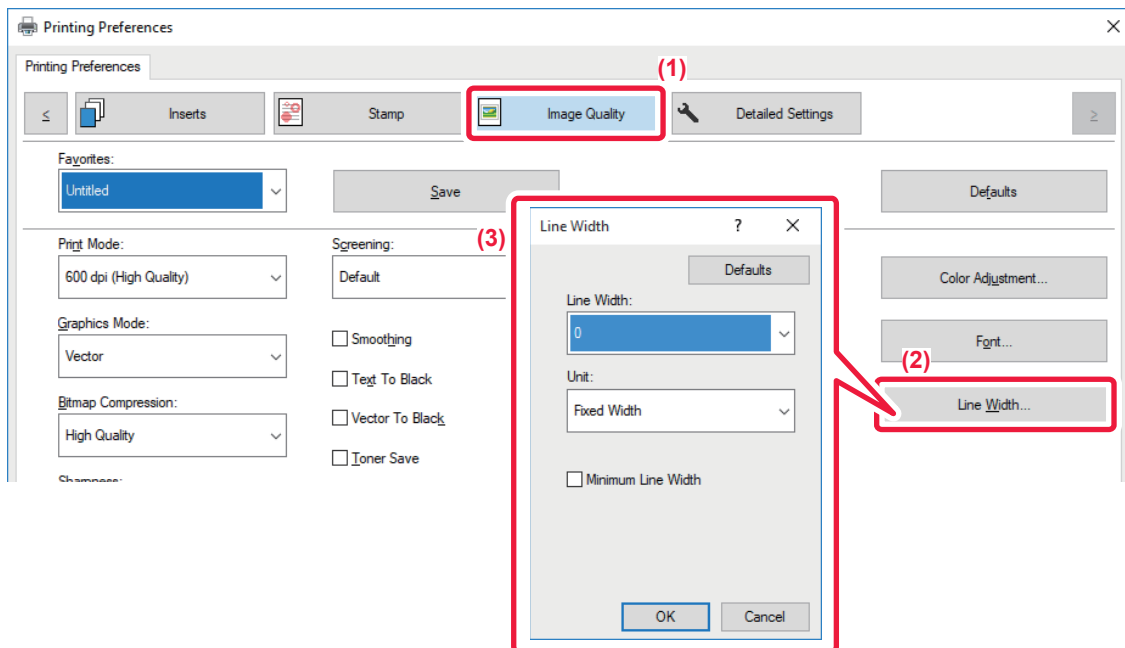 Printing Preferences
Printing Preferences
(1)
< Inserts Stamp Image Quality Detailed Settings >
Favorites:
Untitled Save Defaults
Print Mode: Screening:
600 dpi (High Quality) Default Color Adjustment...
Graphics Mode:
Vector Smoothing Font...
Text To Black
Bitmap Compression:
High Quality Vector To Black
Toner Save
Sharpness:
(2)
Line Width...
(3)
Line Width ?
Defaults
Line Width:
0
Unit:
Fixed Width
Minimum Line Width
OK Cancel